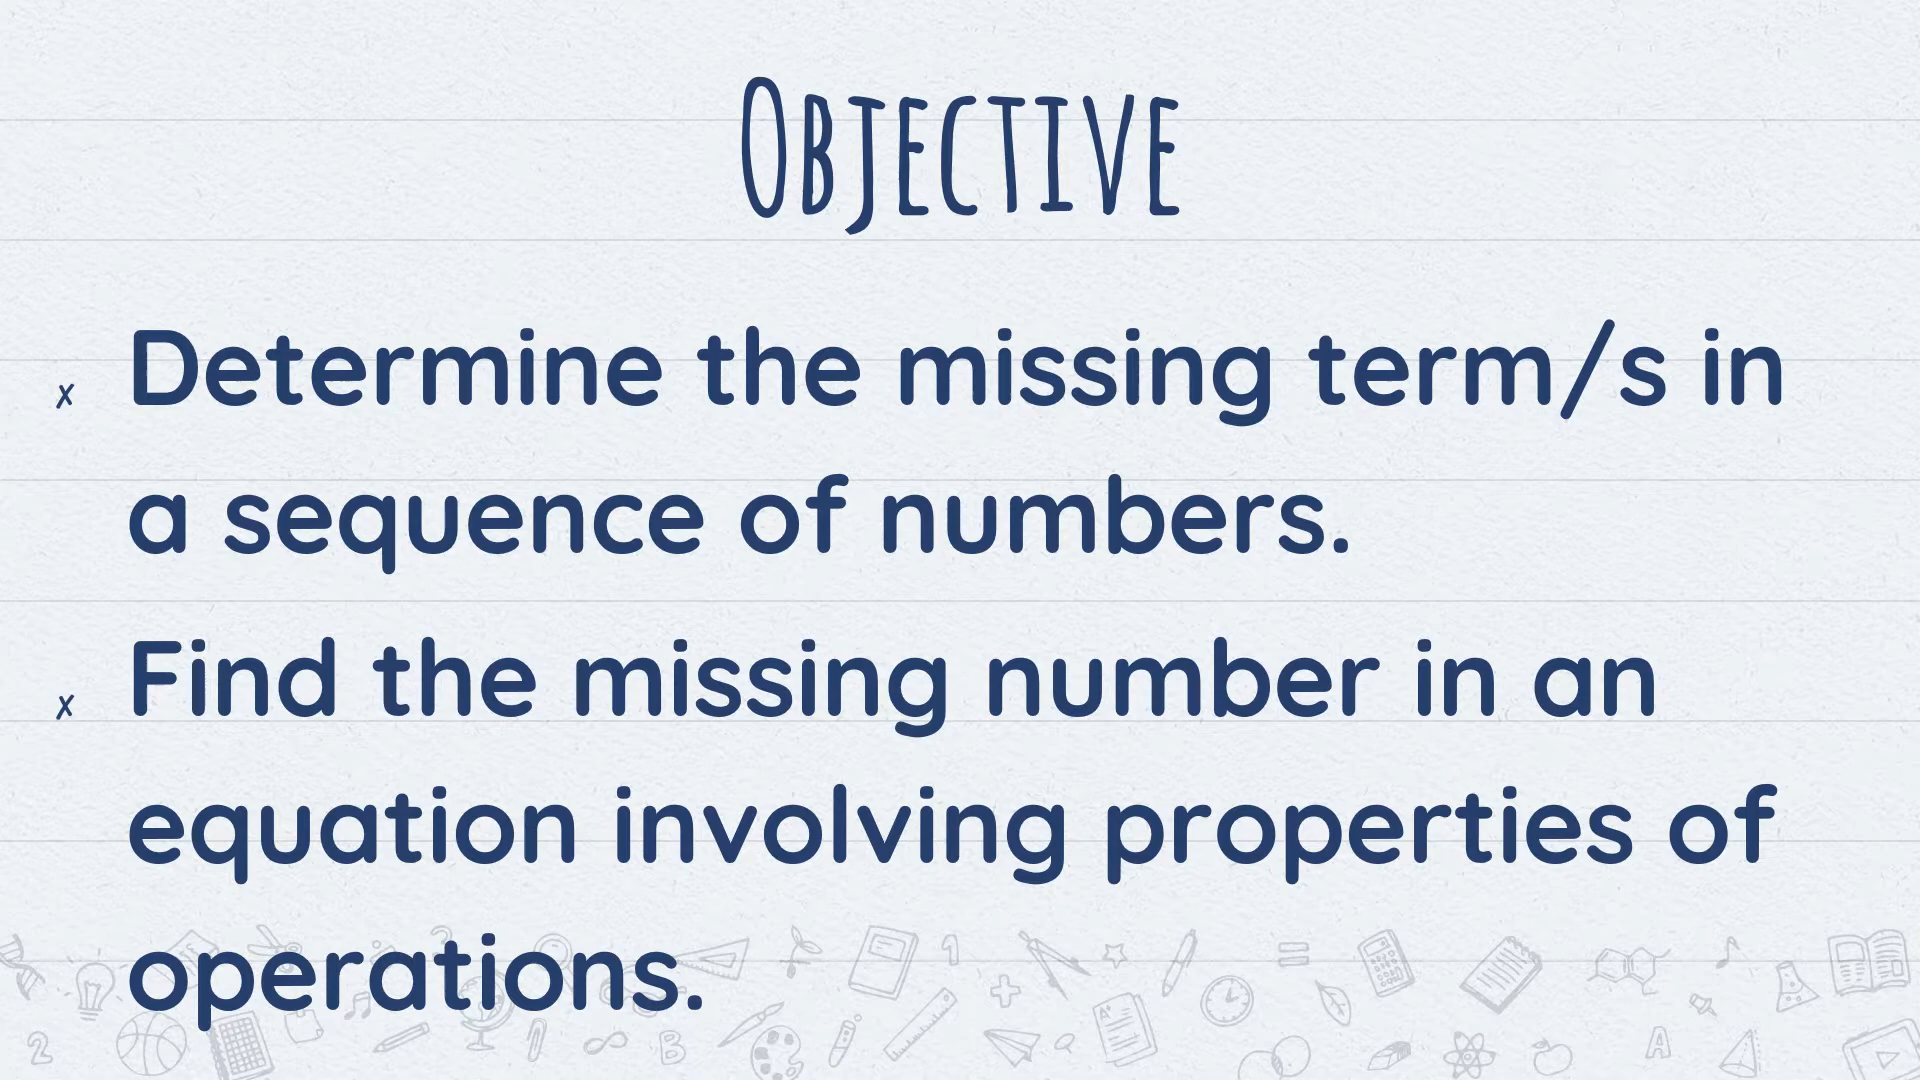 OBJECTIVE
✗ Determine the missing term/s in
a sequence of numbers.
✗ Find the missing number in an
equation involving properties of
operations.